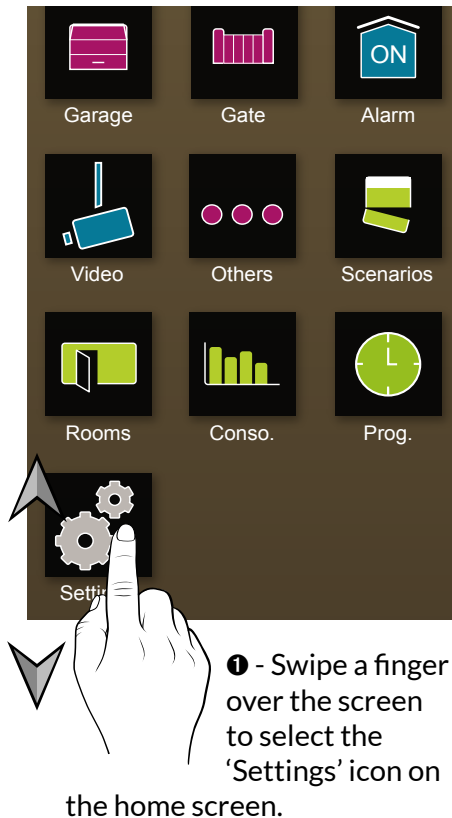 ON
Garage Gate Alarm
Video Others Scenarios
Rooms Conso. Prog.
Setti
❶ - Swipe a finger
over the screen
to select the
‘Settings’ icon on
the home screen.